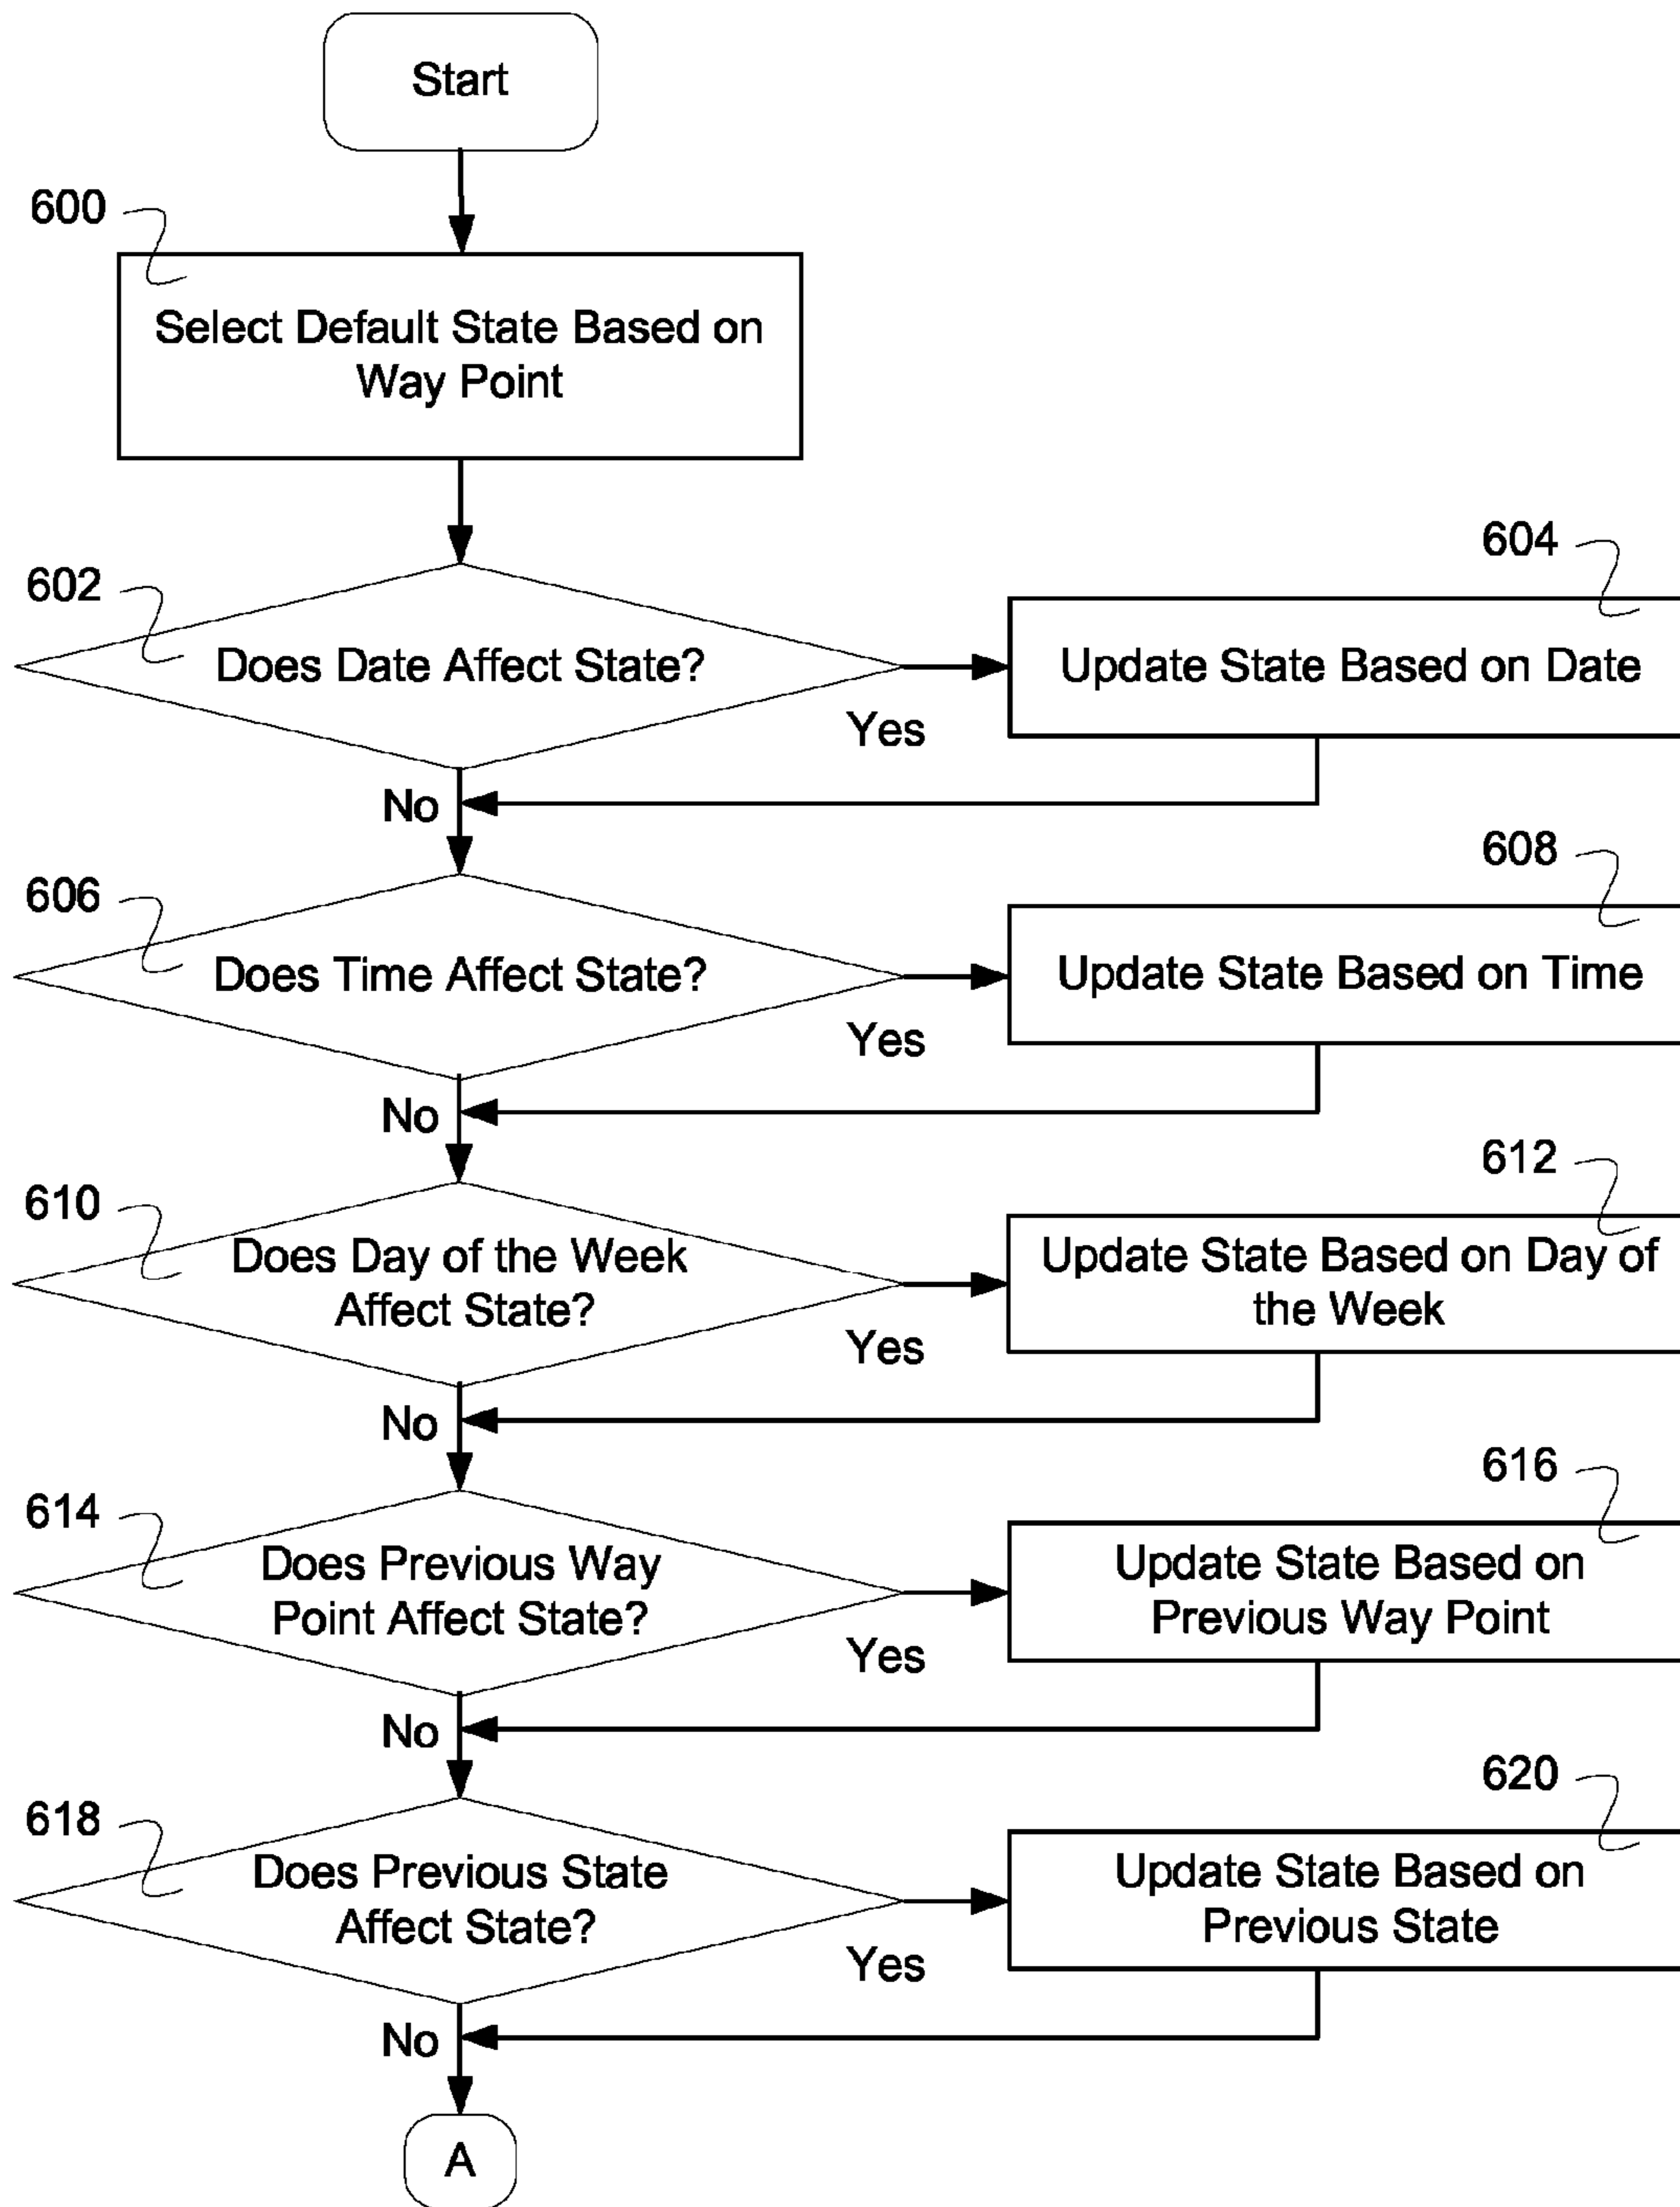 Start
600
Select Default State Based on
Way Point
602
Does Date Affect State?
Yes
604
Update State Based on Date
No
606
Does Time Affect State?
Yes
608
Update State Based on Time
No
610
Does Day of the Week
Affect State?
Yes
612
Update State Based on Day of
the Week
No
614
Does Previous Way
Point Affect State?
Yes
616
Update State Based on
Previous Way Point
No
618
Does Previous State
Affect State?
Yes
620
Update State Based on
Previous State
No
A